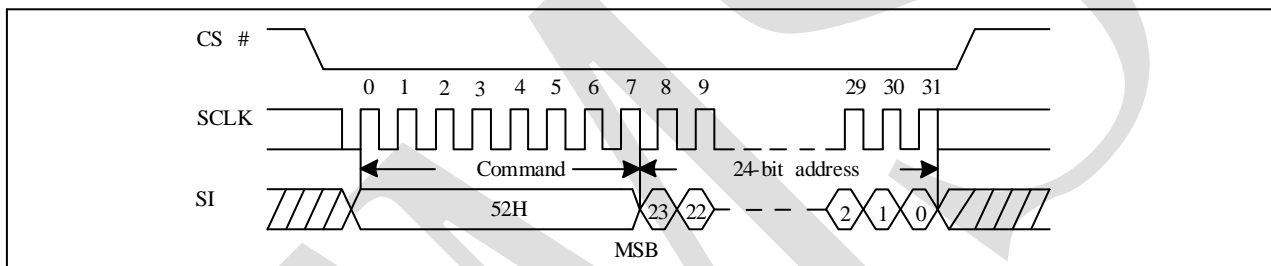 CS #
0 1 2 3 4 5 6 7 8 9 29 30 31
SCLK
Command 24-bit address
SI 52H 23 22 2 1 0
MSB